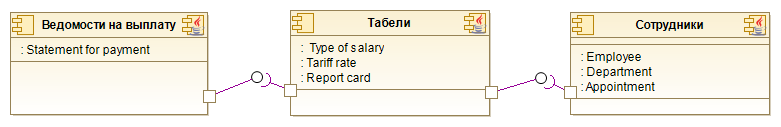 Ведомости на выплату
: Statement for payment
Табели
: Type of salary
: Tariff rate
: Report card
Сотрудники
: Employee
: Department
: Appointment